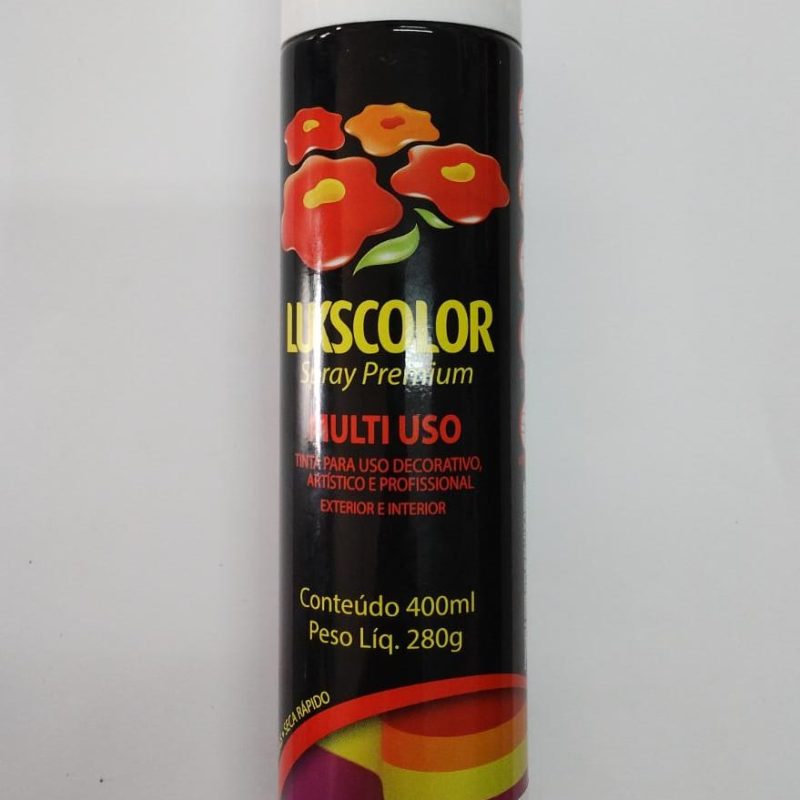 LUKSCOLOR
Spray Premium
MULTI USO
TINTA PARA USO DECORATIVO,
ARTÍSTICO E PROFISSIONAL
EXTERIOR E INTERIOR
Conteúdo 400ml
Peso Líq. 280g
• SECA RÁPIDO